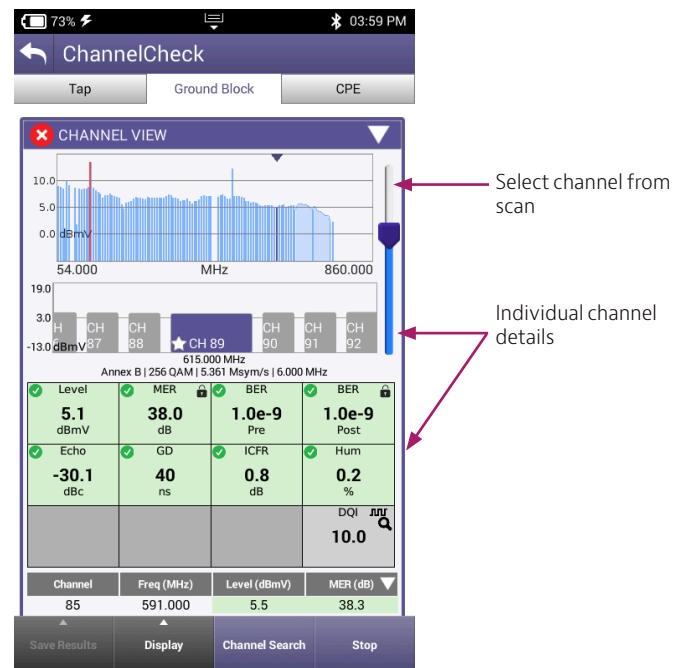 73% 03:59 PM
ChannelCheck
Tap Ground Block CPE
CHANNEL VIEW
10.0
5.0
0.0 dBmV
54.000 MHz 860.000
Select channel from
scan
19.0
3.0
-13.0 dBmV
H CH CH CH CH CH
87 88 CH 89 90 91 92
615.000 MHz
Annex B | 256 QAM | 5.361 Msym/s | 6.000 MHz
Individual channel
details
Level MER BER BER
5.1 38.0 1.0e-9 1.0e-9
dBmV dB Pre Post
Echo GD ICFR Hum
-30.1 40 0.8 0.2
dBc ns dB %
DQI
10.0
Channel Freq (MHz) Level (dBmV) MER (dB)
85 591.000 5.5 38.3
Save Results Display Channel Search Stop